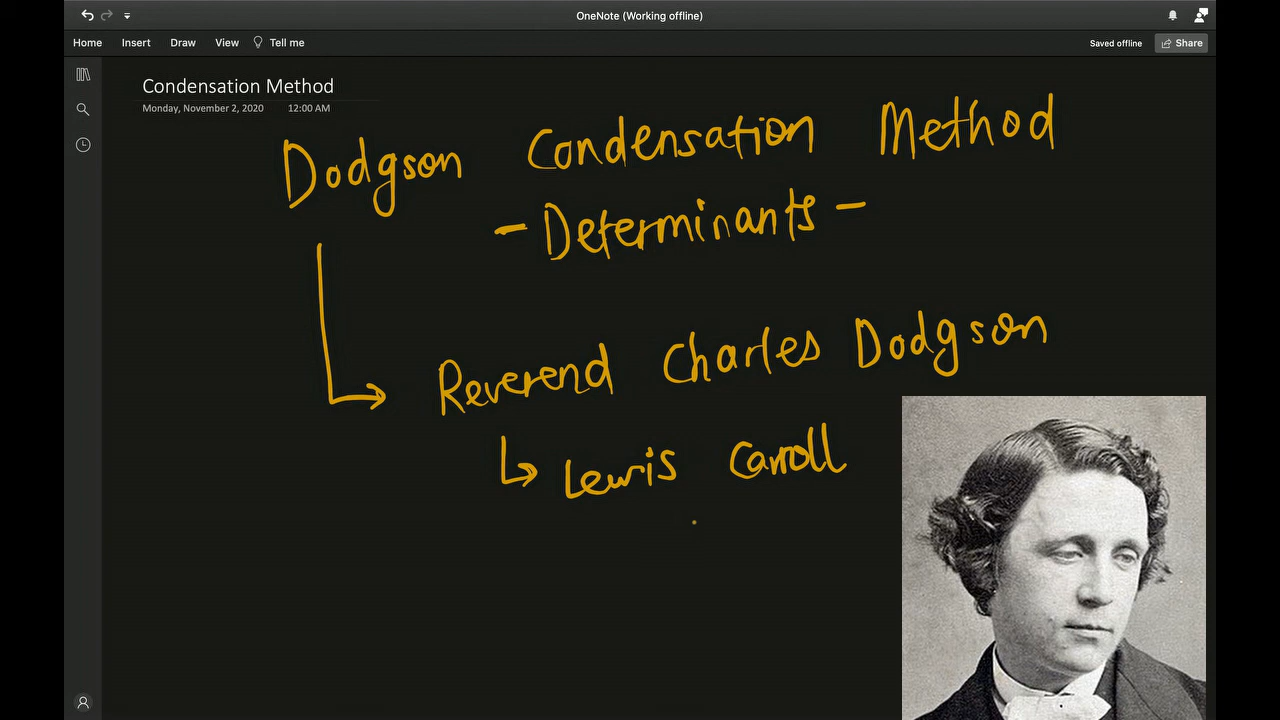 OneNote (Working offline)
Home Insert Draw View Tell me
Saved offline Share
Condensation Method
Monday, November 2, 2020 12:00 AM
Dodgson Condensation Method
- Determinants -
Reverend Charles Dodgson
Lewis Carroll